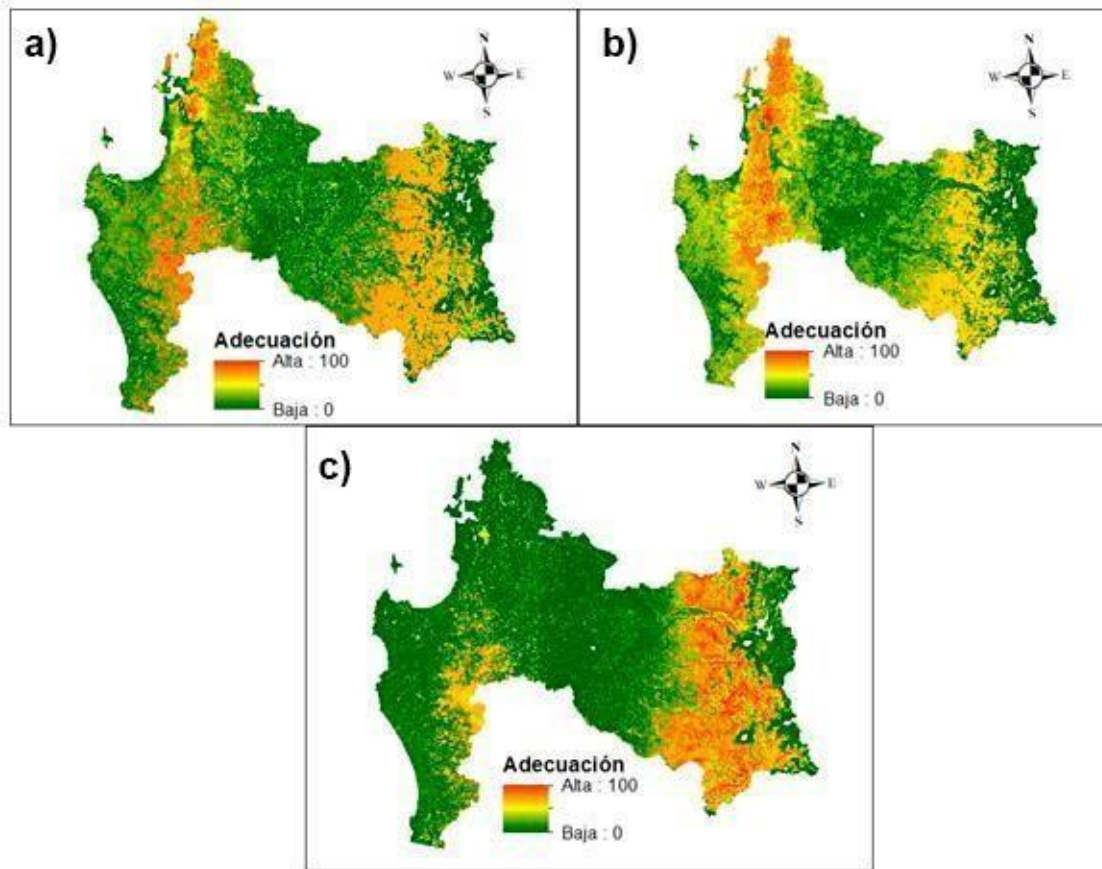 a)
N
W E
S
Adecuación
Alta : 100
Baja : 0
b)
N
W E
S
Adecuación
Alta : 100
Baja : 0
c)
N
W E
S
Adecuación
Alta : 100
Baja : 0